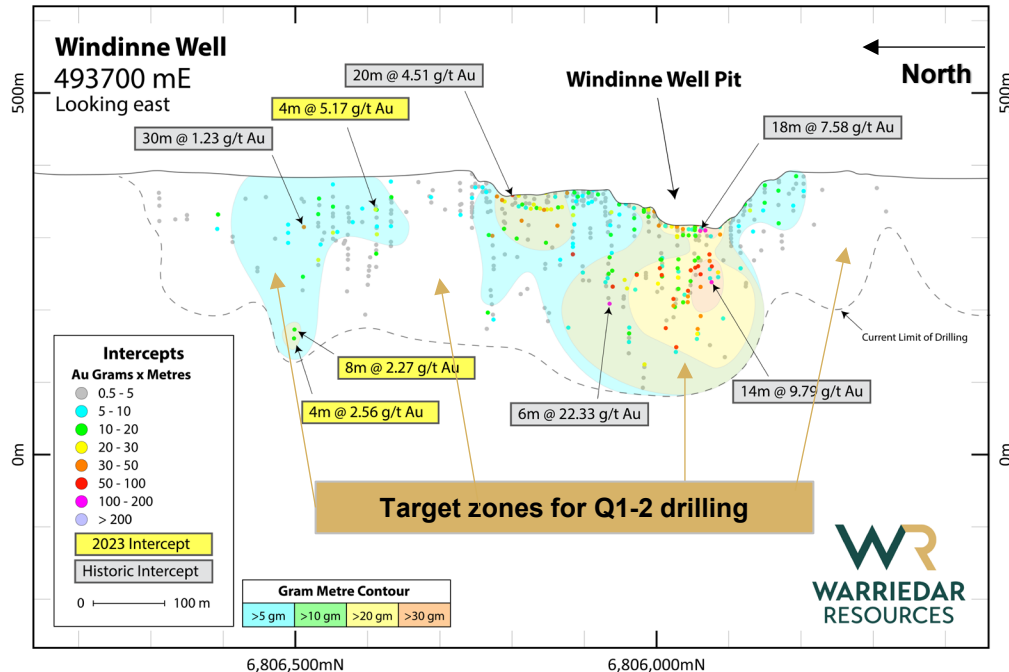 Windinne Well
493700 mE
Looking east
20m @ 4.51 g/t Au
4m @ 5.17 g/t Au
30m @ 1.23 g/t Au
Windinne Well Pit
North
18m @ 7.58 g/t Au
500m
500m
Current Limit of Drilling
8m @ 2.27 g/t Au
4m @ 2.56 g/t Au
6m @ 22.33 g/t Au
14m @ 9.79 g/t Au
0m
0m
Target zones for Q1-2 drilling
Intercepts
Au Grams x Metres
0.5 - 5
5 - 10
10 - 20
20 - 30
30 - 50
50 - 100
100 - 200
> 200
2023 Intercept
Historic Intercept
0 100 m
Gram Metre Contour
>5 gm >10 gm >20 gm >30 gm
WR
WARRIEDAR
RESOURCES
6,806,500mN
6,806,000mN